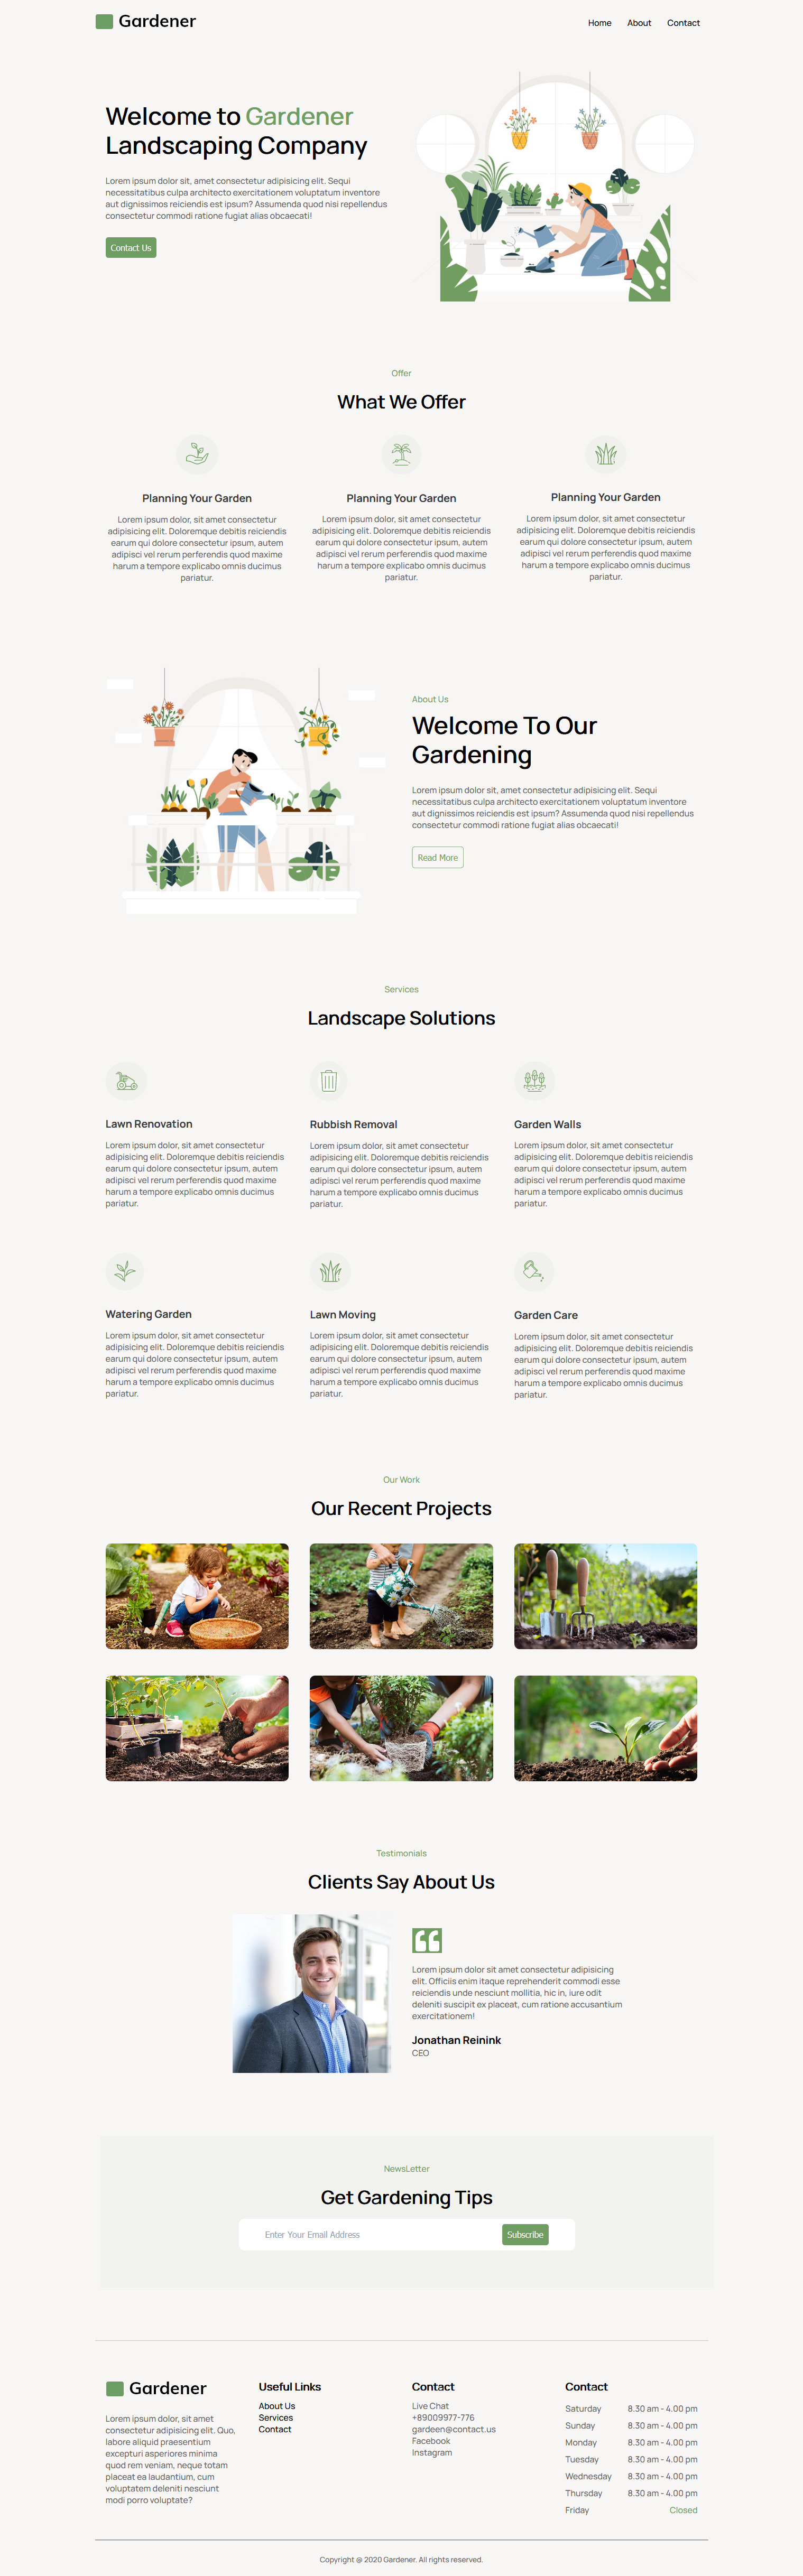 Gardener
Home About Contact
Welcome to Gardener
Landscaping Company
Lorem ipsum dolor sit, amet consectetur adipisicing elit. Sequi
necessitatibus culpa architecto exercitationem voluptatum inventore
aut dignissimos reiciendis est ipsum? Assumenda quod nisi repellendus
consectetur commodi ratione fugiat alias obcaecati!
Contact Us
Offer
What We Offer
Planning Your Garden
Lorem ipsum dolor, sit amet consectetur
adipisicing elit. Doloremque debitis reiciendis
earum qui dolore consectetur ipsum, autem
adipisci vel rerum perferendis quod maxime
harum a tempore explicabo omnis ducimus
pariatur.
Planning Your Garden
Lorem ipsum dolor, sit amet consectetur
adipisicing elit. Doloremque debitis reiciendis
earum qui dolore consectetur ipsum, autem
adipisci vel rerum perferendis quod maxime
harum a tempore explicabo omnis ducimus
pariatur.
Planning Your Garden
Lorem ipsum dolor, sit amet consectetur
adipisicing elit. Doloremque debitis reiciendis
earum qui dolore consectetur ipsum, autem
adipisci vel rerum perferendis quod maxime
harum a tempore explicabo omnis ducimus
pariatur.
About Us
Welcome To Our
Gardening
Lorem ipsum dolor sit, amet consectetur adipisicing elit. Sequi
necessitatibus culpa architecto exercitationem voluptatum inventore
aut dignissimos reiciendis est ipsum? Assumenda quod nisi repellendus
consectetur commodi ratione fugiat alias obcaecati!
Read More
Services
Landscape Solutions
Lawn Renovation
Lorem ipsum dolor, sit amet consectetur
adipisicing elit. Doloremque debitis reiciendis
earum qui dolore consectetur ipsum, autem
adipisci vel rerum perferendis quod maxime
harum a tempore explicabo omnis ducimus
pariatur.
Rubbish Removal
Lorem ipsum dolor, sit amet consectetur
adipisicing elit. Doloremque debitis reiciendis
earum qui dolore consectetur ipsum, autem
adipisci vel rerum perferendis quod maxime
harum a tempore explicabo omnis ducimus
pariatur.
Garden Walls
Lorem ipsum dolor, sit amet consectetur
adipisicing elit. Doloremque debitis reiciendis
earum qui dolore consectetur ipsum, autem
adipisci vel rerum perferendis quod maxime
harum a tempore explicabo omnis ducimus
pariatur.
Watering Garden
Lorem ipsum dolor, sit amet consectetur
adipisicing elit. Doloremque debitis reiciendis
earum qui dolore consectetur ipsum, autem
adipisci vel rerum perferendis quod maxime
harum a tempore explicabo omnis ducimus
pariatur.
Lawn Moving
Lorem ipsum dolor, sit amet consectetur
adipisicing elit. Doloremque debitis reiciendis
earum qui dolore consectetur ipsum, autem
adipisci vel rerum perferendis quod maxime
harum a tempore explicabo omnis ducimus
pariatur.
Garden Care
Lorem ipsum dolor, sit amet consectetur
adipisicing elit. Doloremque debitis reiciendis
earum qui dolore consectetur ipsum, autem
adipisci vel rerum perferendis quod maxime
harum a tempore explicabo omnis ducimus
pariatur.
Our Work
Our Recent Projects
Testimonials
Clients Say About Us
Lorem ipsum dolor sit amet consectetur adipisicing
elit. Officiis enim itaque reprehenderit commodi esse
reiciendis unde nesciunt mollitia, hic in, iure odit
deleniti suscipit ex placeat, cum ratione accusantium
exercitationem!
Jonathan Reinink
CEO
NewsLetter
Get Gardening Tips
Enter Your Email Address
Subscribe
Gardener
Lorem ipsum dolor, sit amet
consectetur adipisicing elit. Quo,
labore aliquid praesentium
excepturi asperiores minima
quod rem veniam, neque totam
placeat ea laudantium, cum
voluptatem deleniti nesciunt
modi porro voluptate?
Useful Links
About Us
Services
Contact
Contact
Live Chat
+89009977-776
gardeen@contact.us
Facebook
Instagram
Contact
Saturday 8.30 am - 4.00 pm
Sunday 8.30 am - 4.00 pm
Monday 8.30 am - 4.00 pm
Tuesday 8.30 am - 4.00 pm
Wednesday 8.30 am - 4.00 pm
Thursday 8.30 am - 4.00 pm
Friday Closed
Copyright @ 2020 Gardener. All rights reserved.